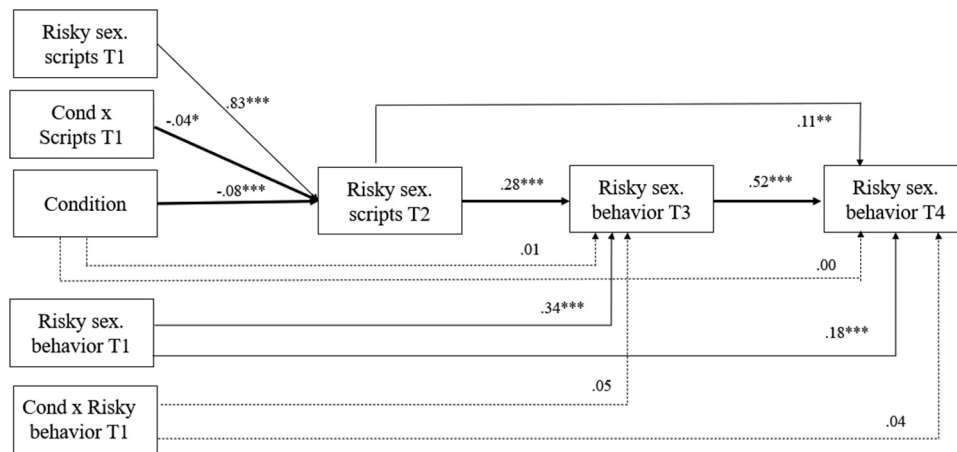 Risky sex.
scripts T1
.83***
Cond x
Scripts T1
-.04*
.11**
Condition
-.08***
Risky sex.
scripts T2
.28***
Risky sex.
behavior T3
.52***
Risky sex.
behavior T4
.01
.00
Risky sex.
behavior T1
.34***
.18***
Cond x Risky
behavior T1
.05
.04